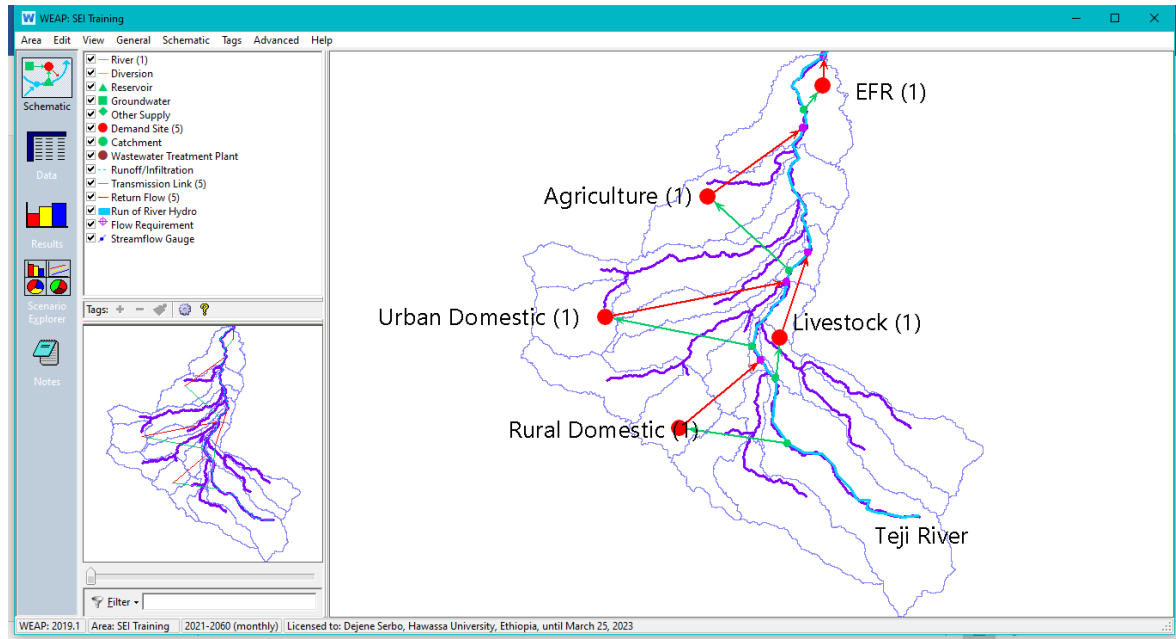 WEAP: SEI Training
Area Edit View General Schematic Tags Advanced Help
Schematic
Data
Results
Scenario
Explorer
Notes
River (1)
Diversion
Reservoir
Groundwater
Other Supply
Demand Site (5)
Catchment
Wastewater Treatment Plant
Runoff/Infiltration
Transmission Link (5)
Return Flow (5)
Run of River Hydro
Flow Requirement
Streamflow Gauge
Tags:
Filter
EFR (1)
Agriculture (1)
Urban Domestic (1)
Livestock (1)
Rural Domestic (1)
Teji River
WEAP: 2019.1 Area: SEI Training 2021-2060 (monthly) Licensed to: Dejene Serbo, Hawassa University, Ethiopia, until March 25, 2023